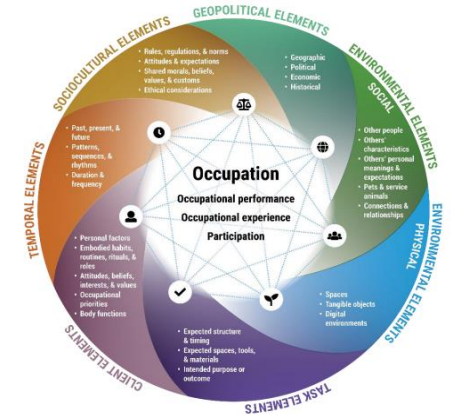 GEOPOLITICAL ELEMENTS
• Geographic
• Political
• Economic
• Historical
ENVIRONMENTAL ELEMENTS
SOCIAL
• Other people
• Others'
characteristics
• Others' personal
meanings &
expectations
• Pets & service
animals
• Connections &
relationships
ENVIRONMENTAL ELEMENTS
PHYSICAL
• Spaces
• Tangible objects
• Digital
environments
TASK ELEMENTS
• Expected structure
& timing
• Expected spaces, tools,
& materials
• Intended purpose or
outcome
CLIENT ELEMENTS
• Personal factors
• Embodied habits,
routines, rituals, &
roles
• Attitudes, beliefs,
interests, & values
• Occupational
priorities
• Body functions
TEMPORAL ELEMENTS
• Past, present, &
future
• Patterns,
sequences, &
rhythms
• Duration &
frequency
SOCIOCULTURAL ELEMENTS
• Rules, regulations, & norms
• Attitudes & expectations
• Shared morals, beliefs,
values, & customs
• Ethical considerations
Occupation
Occupational performance
Occupational experience
Participation